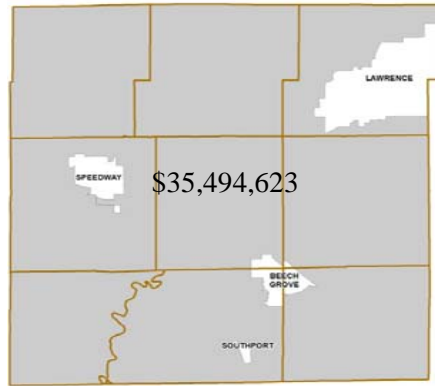 LAWRENCE
SPEEDWAY
$35,494,623
BEECH
GROVE
SOUTHPORT